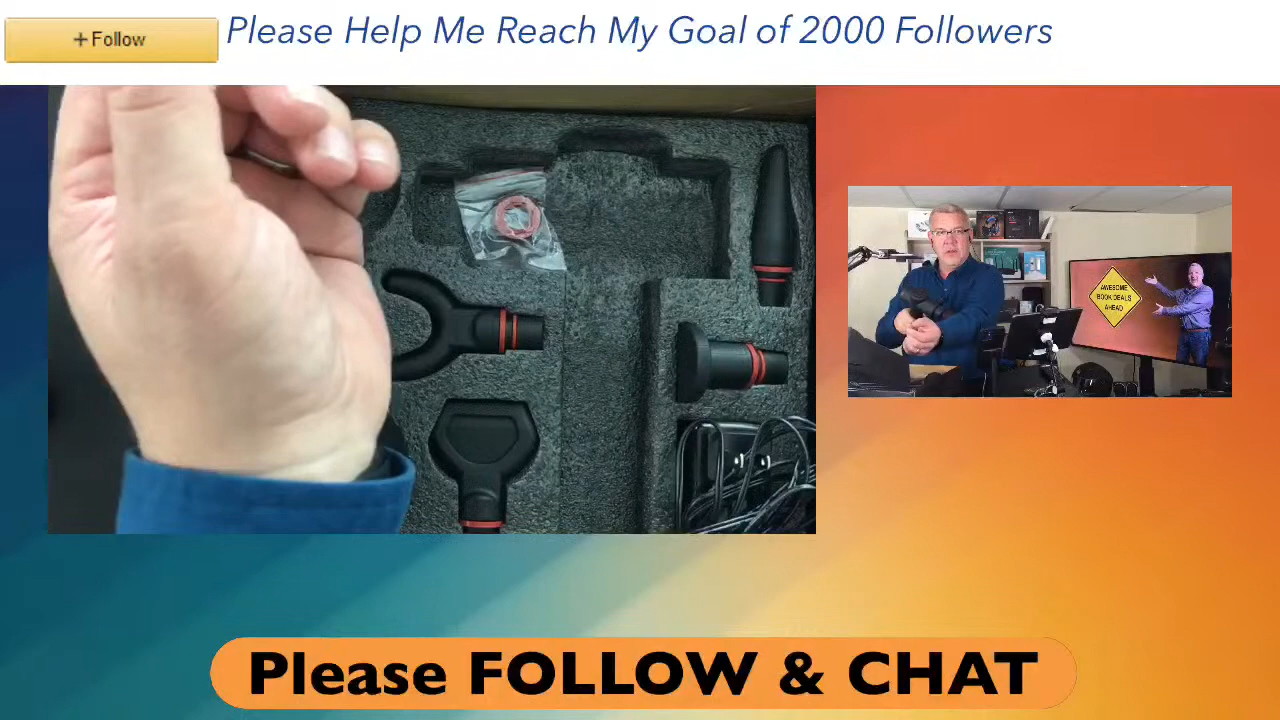 +Follow
Please Help Me Reach My Goal of 2000 Followers
AWESOME
BOOK DEALS
AHEAD
Please FOLLOW & CHAT